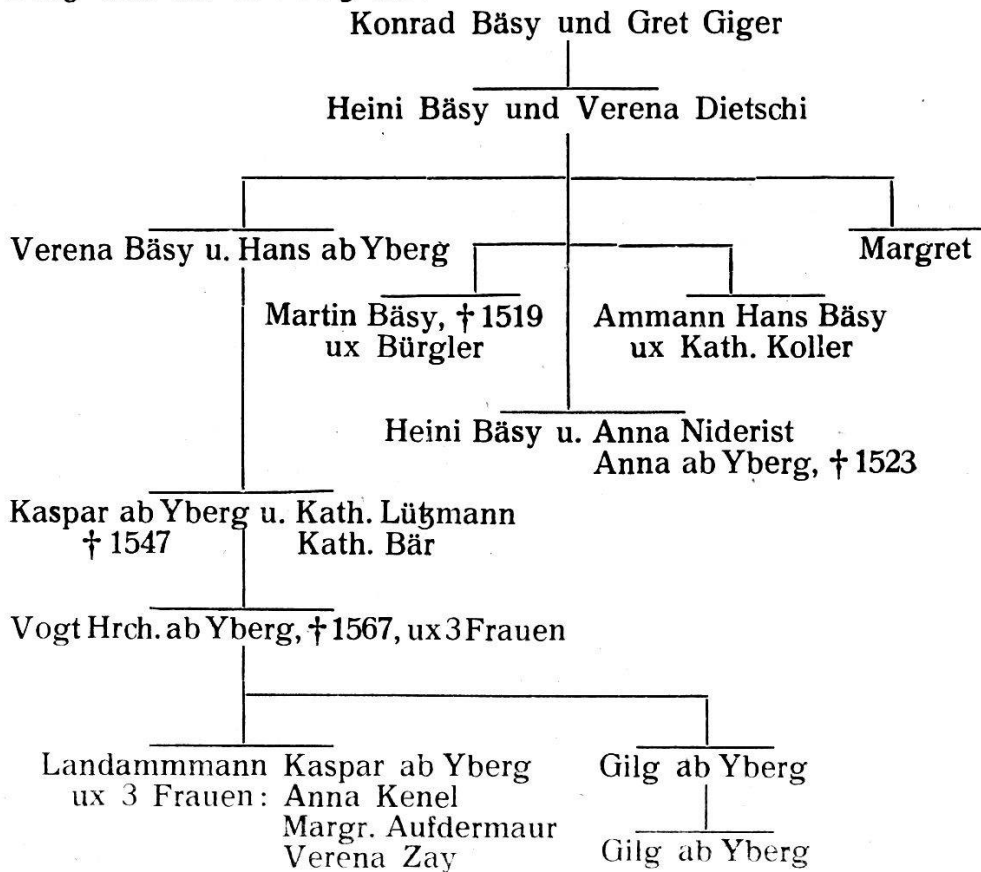 Konrad Bäsy und Gret Giger
Heini Bäsy und Verena Dietschi
Verena Bäsy u. Hans ab Yberg
Margret
Martin Bäsy, † 1519
ux Bürgler
Ammann Hans Bäsy
ux Kath. Koller
Heini Bäsy u. Anna Niderist
Anna ab Yberg, † 1523
Kaspar ab Yberg u. Kath. Lützmann
† 1547 Kath. Bär
Vogt Hrch. ab Yberg, † 1567, ux 3 Frauen
Landammmann Kaspar ab Yberg
ux 3 Frauen: Anna Kenel
Margr. Aufdermaur
Verena Zay
Gilg ab Yberg
Gilg ab Yberg